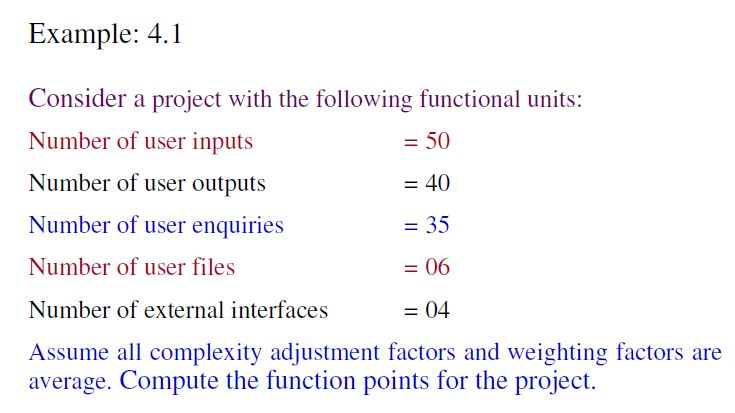 Example: 4.1
Consider a project with the following functional units:
Number of user inputs = 50
Number of user outputs = 40
Number of user enquiries = 35
Number of user files = 06
Number of external interfaces = 04
Assume all complexity adjustment factors and weighting factors are
average. Compute the function points for the project.